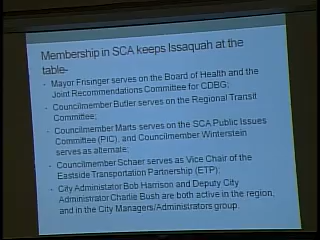 Membership in SCA keeps Issaquah at the
table-
- Mayor Frisinger serves on the Board of Health and the
Joint Recommendations Committee for CDBG;
- Councilmember Butler serves on the Regional Transit
Committee;
- Councilmember Marts serves on the SCA Public Issues
Committee (PIC), and Councilmember Winterstein
serves as alternate;
- Councilmember Schaer serves as Vice Chair of the
Eastside Transportation Partnership (ETP);
- City Administator Bob Harrison and Deputy City
Administrator Charlie Bush are both active in the region,
and in the City Managers/Administrators group.